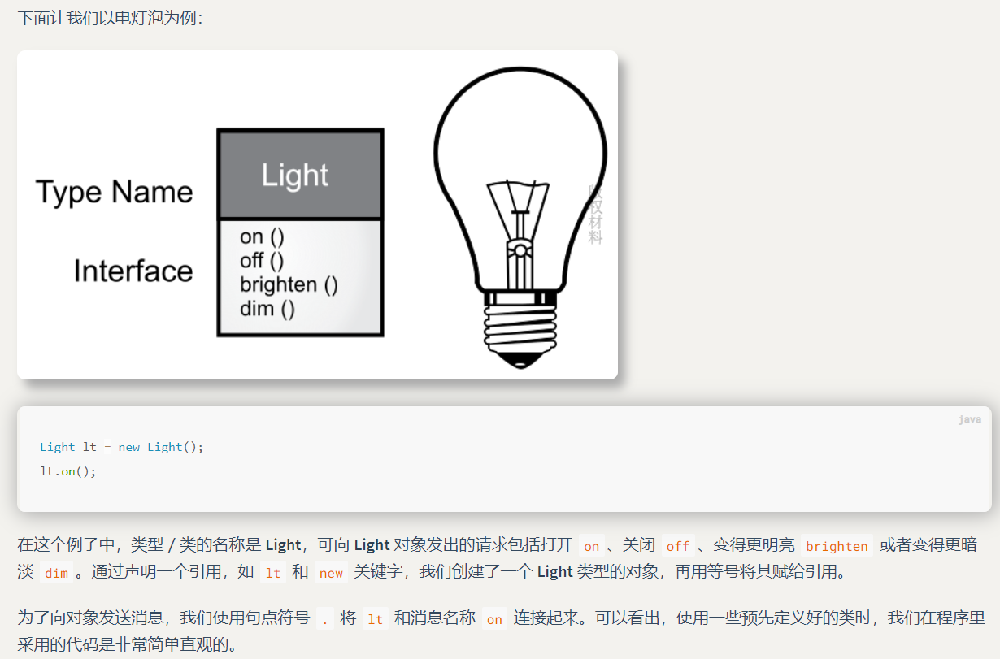 下面让我们以电灯泡为例：
Type Name
Light
Interface
on ()
off ()
brighten ()
dim ()
版权材料
java
Light lt = new Light();
lt.on();
在这个例子中，类型 / 类的名称是 Light，可向 Light 对象发出的请求包括打开 on 、关闭 off 、变得更明亮 brighten 或者变得更暗
淡 dim 。通过声明一个引用，如 lt 和 new 关键字，我们创建了一个 Light 类型的对象，再用等号将其赋给引用。
为了向对象发送消息，我们使用句点符号 . 将 lt 和消息名称 on 连接起来。可以看出，使用一些预先定义好的类时，我们在程序里
采用的代码是非常简单直观的。